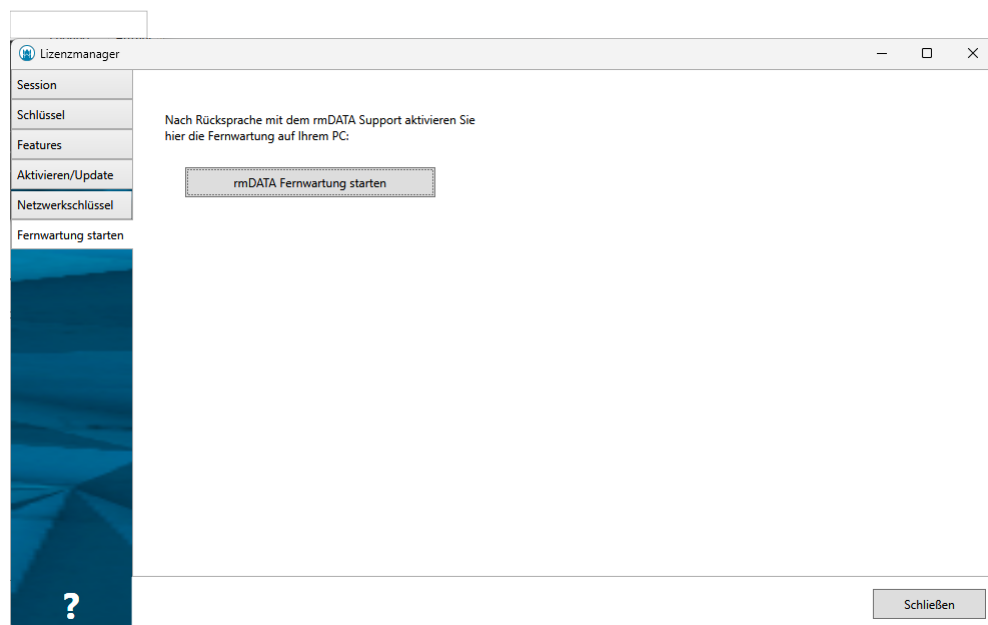 Lizenzmanager
Session
Schlüssel
Features
Aktivieren/Update
Netzwerkschlüssel
Fernwartung starten
Nach Rücksprache mit dem rmDATA Support aktivieren Sie
hier die Fernwartung auf Ihrem PC:
rmDATA Fernwartung starten
?
Schließen